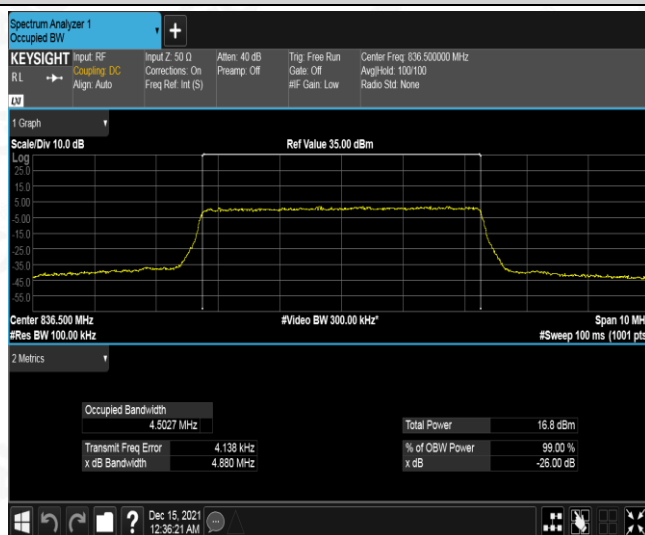 Spectrum Analyzer 1
Occupied BW
KEYSIGHT
RL
LXI
Input: RF
Coupling: DC
Align: Auto
Input Z: 50 Ω
Corrections: On
Freq Ref: Int (S)
Atten: 40 dB
Preamp: Off
Trig: Free Run
Gate: Off
#IF Gain: Low
Center Freq: 836.500000 MHz
Avg|Hold: 100/100
Radio Std: None
1 Graph
Scale/Div 10.0 dB
Ref Value 35.00 dBm
Log
25.0
15.0
5.00
-5.00
-15.0
-25.0
-35.0
-45.0
-55.0
Center 836.500 MHz
#Video BW 300.00 kHz*
Span 10 MH
#Res BW 100.00 kHz
#Sweep 100 ms (1001 pts
2 Metrics
Occupied Bandwidth
4.5027 MHz
Total Power 16.8 dBm
Transmit Freq Error 4.138 kHz
% of OBW Power 99.00 %
x dB Bandwidth 4.880 MHz
x dB -26.00 dB
?
Dec 15, 2021
12:36:21 AM